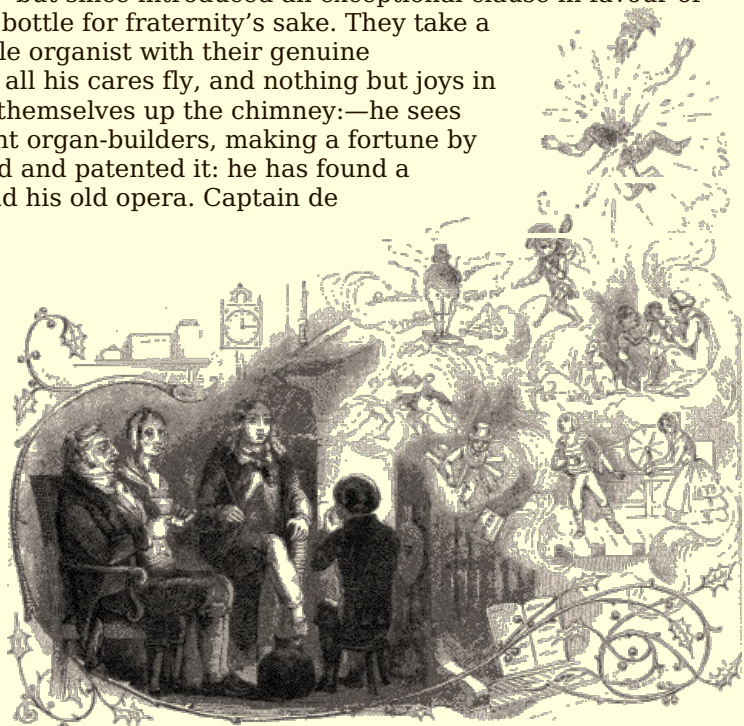 but since introduced an exceptional clause in favour of
bottle for fraternity’s sake. They take a
le organist with their genuine
all his cares fly, and nothing but joys in
themselves up the chimney:—he sees
nt organ-builders, making a fortune by
d and patented it: he has found a
d his old opera. Captain de